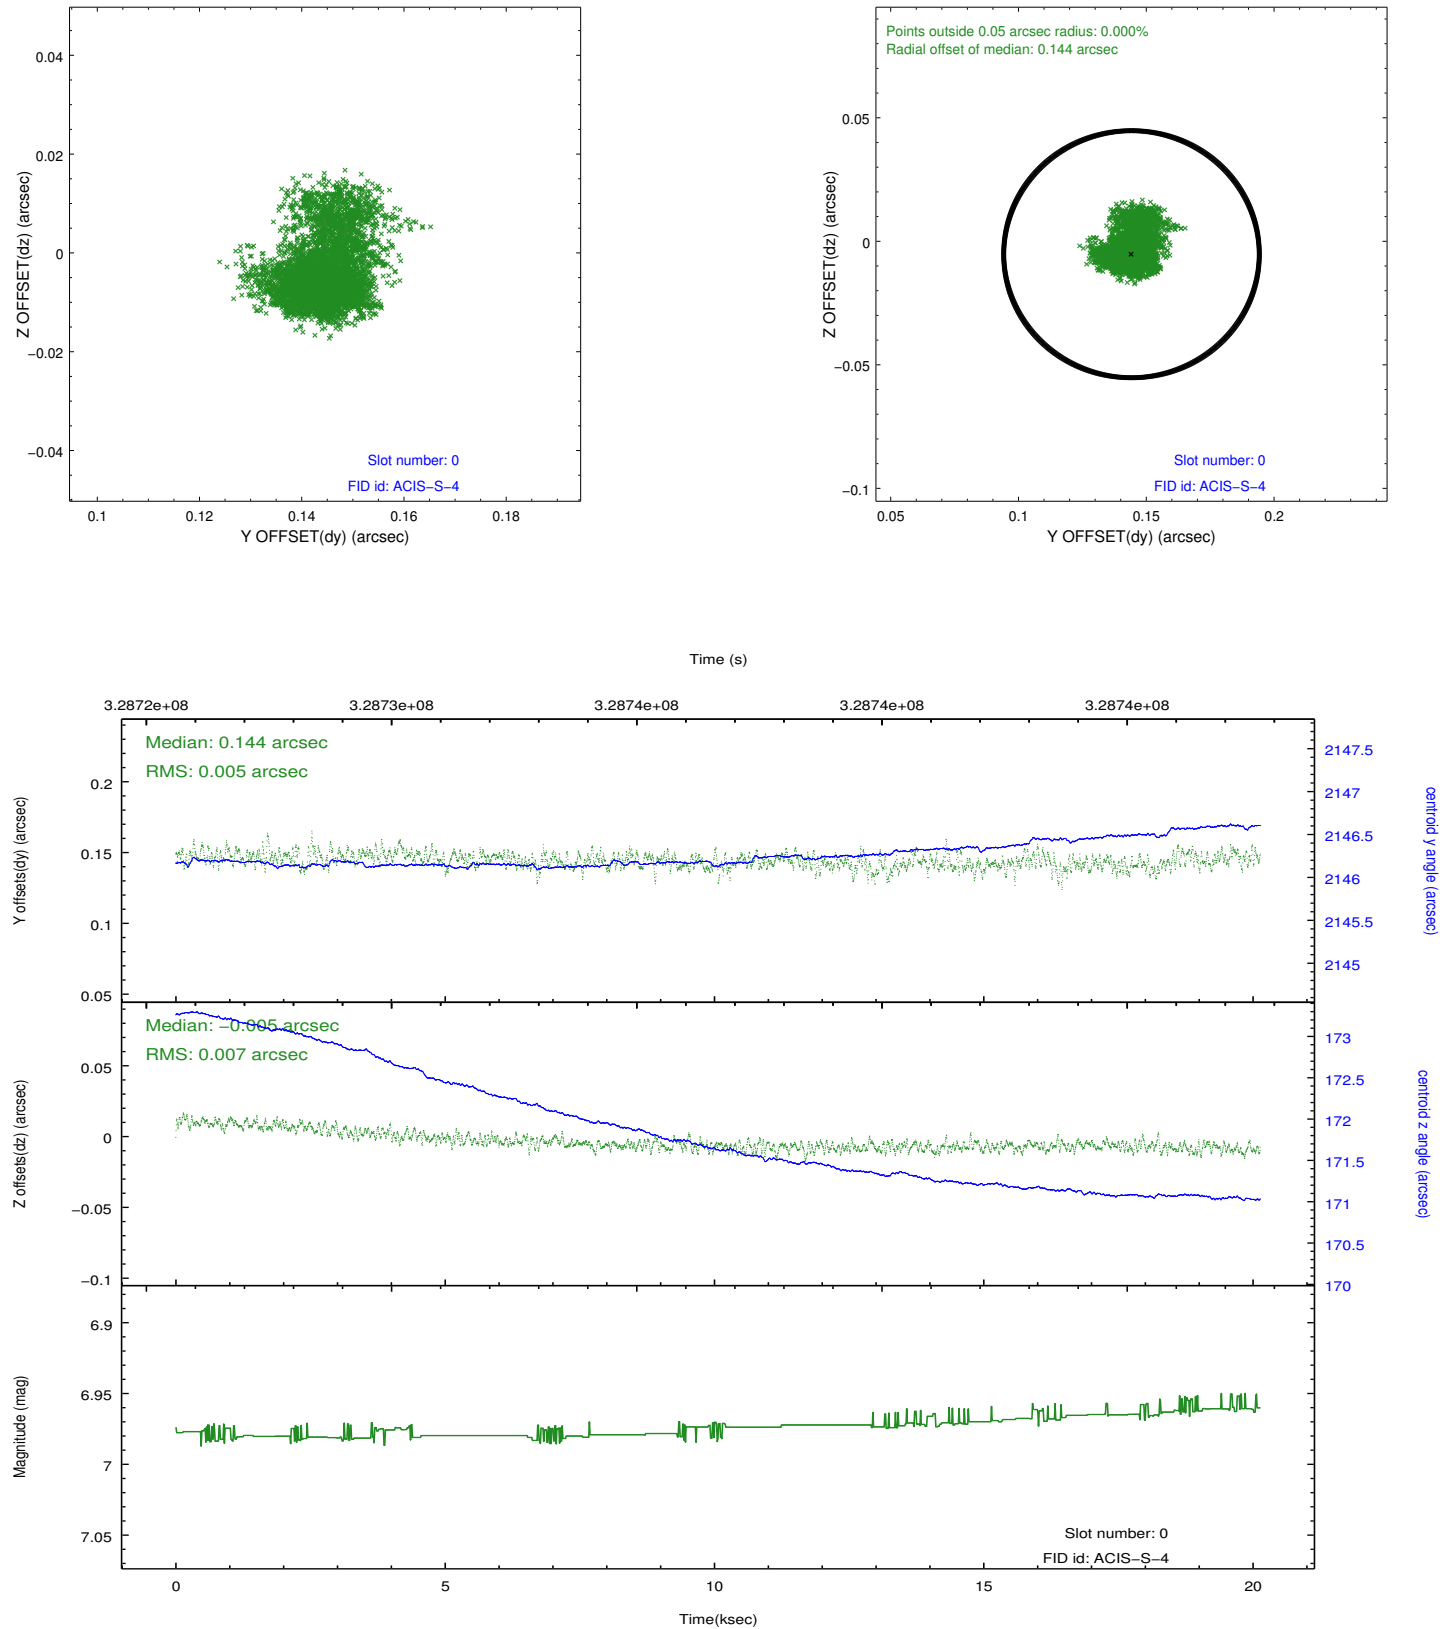 0.04
0.02
0
−0.02
−0.04
Z OFFSET(dz) (arcsec)
Slot number: 0
FID id: ACIS−S−4
0.1 0.12 0.14 0.16 0.18
Y OFFSET(dy) (arcsec)
Points outside 0.05 arcsec radius: 0.000%
Radial offset of median: 0.144 arcsec
0.05
0
−0.05
−0.1
Z OFFSET(dz) (arcsec)
Slot number: 0
FID id: ACIS−S−4
0.05 0.1 0.15 0.2
Y OFFSET(dy) (arcsec)
Time (s)
3.2872e+08 3.2873e+08 3.2874e+08 3.2874e+08 3.2874e+08
Median: 0.144 arcsec
RMS: 0.005 arcsec
0.2
0.15
0.1
0.05
Y offsets(dy) (arcsec)
2147.5
2147
2146.5
2146
2145.5
2145
centroid y angle (arcsec)
Median: −0.005 arcsec
RMS: 0.007 arcsec
0.05
0
−0.05
−0.1
Z offsets(dz) (arcsec)
173
172.5
172
171.5
171
170.5
170
centroid z angle (arcsec)
6.9
6.95
7
7.05
Magnitude (mag)
Slot number: 0
FID id: ACIS−S−4
0 5 10 15 20
Time(ksec)